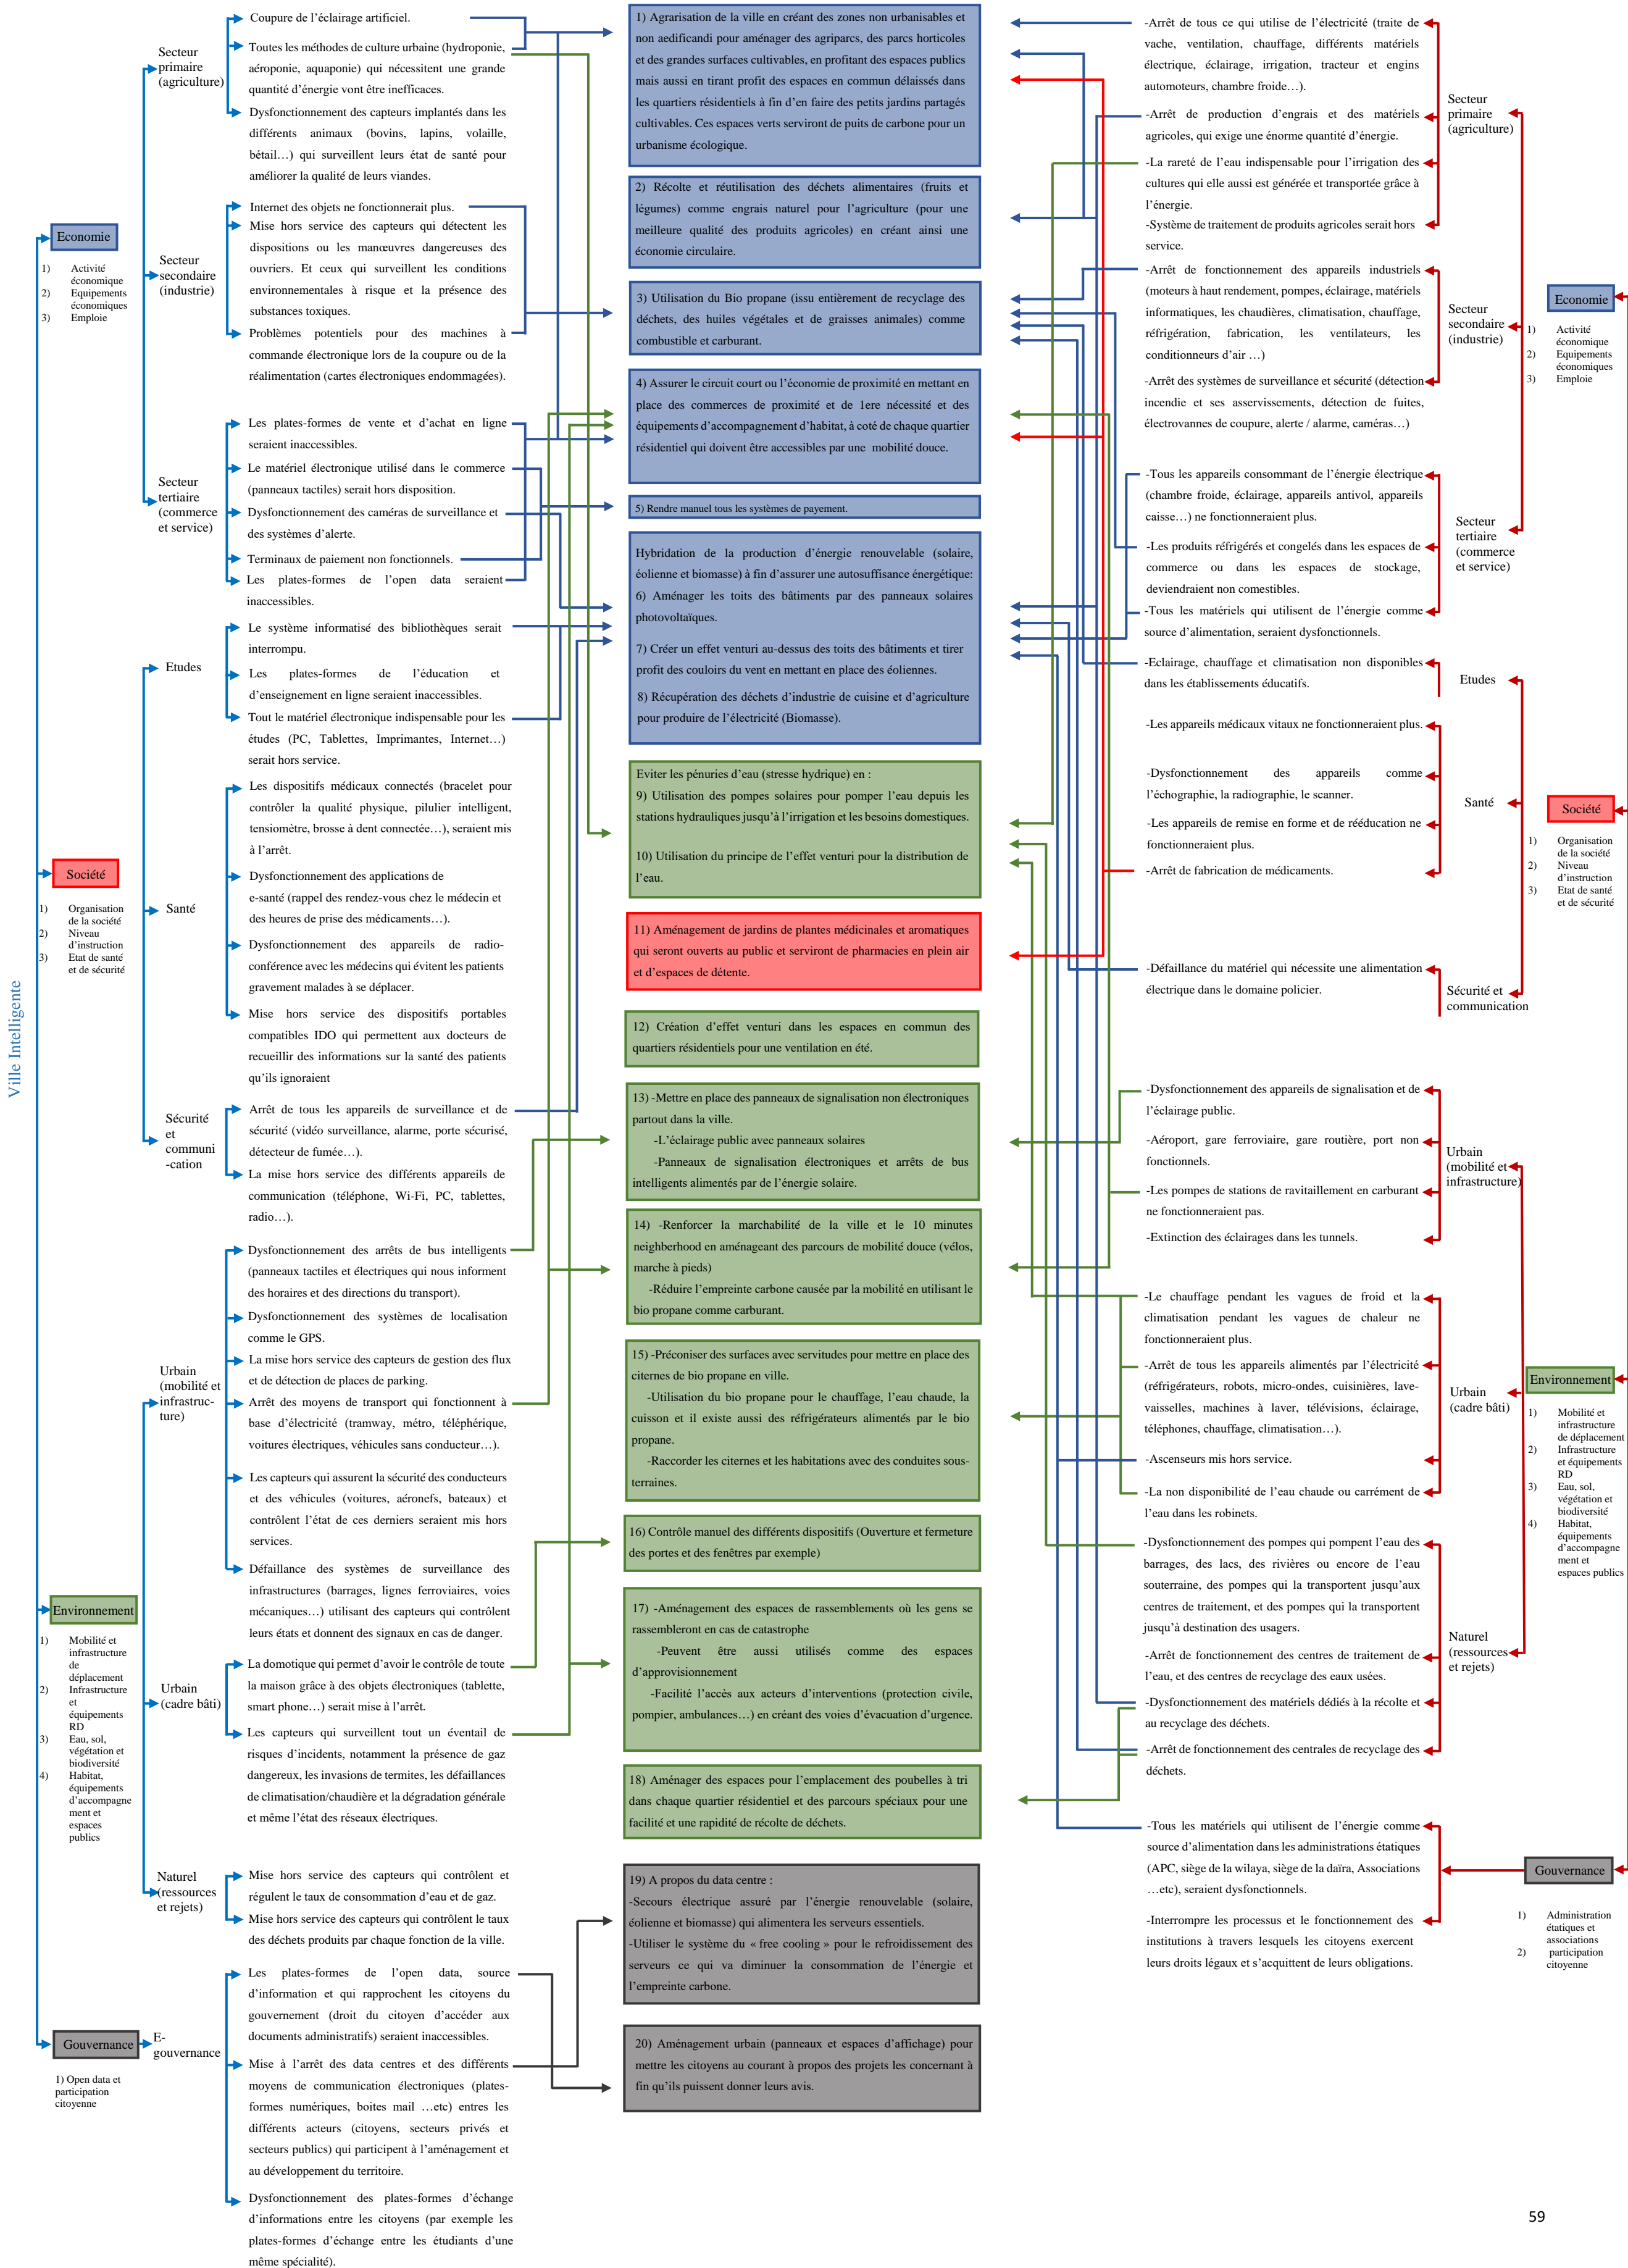 Ville Intelligente
Economie
1) Activité
économique
2) Equipements
économiques
3) Emploie
Société
1) Organisation
de la société
2) Niveau
d’instruction
3) Etat de santé
et de sécurité
Environnement
1) Mobilité et
infrastructure
de
déplacement
2) Infrastructure
et
équipements
RD
3) Eau, sol,
végétation et
biodiversité
4) Habitat,
équipements
d’accompagne
ment et
espaces
publics
Gouvernance
1) Open data et
participation
citoyenne
Secteur
primaire
(agriculture)
Coupure de l’éclairage artificiel.
Toutes les méthodes de culture urbaine (hydroponie,
aéroponie, aquaponie) qui nécessitent une grande
quantité d’énergie vont être inefficaces.
Dysfonctionnement des capteurs implantés dans les
différents animaux (bovins, lapins, volaille,
bétail…) qui surveillent leurs état de santé pour
améliorer la qualité de leurs viandes.
Secteur
secondaire
(industrie)
Internet des objets ne fonctionnerait plus.
Mise hors service des capteurs qui détectent les
dispositions ou les manœuvres dangereuses des
ouvriers. Et ceux qui surveillent les conditions
environnementales à risque et la présence des
substances toxiques.
Problèmes potentiels pour des machines à
commande électronique lors de la coupure ou de la
réalimentation (cartes électroniques endommagées).
Secteur
tertiaire
(commerce
et service)
Les plates-formes de vente et d’achat en ligne
seraient inaccessibles.
Le matériel électronique utilisé dans le commerce
(panneaux tactiles) serait hors disposition.
Dysfonctionnement des caméras de surveillance et
des systèmes d’alerte.
Terminaux de paiement non fonctionnels.
Les plates-formes de l’open data seraient
inaccessibles.
Etudes
Le système informatisé des bibliothèques serait
interrompu.
Les plates-formes de l’éducation et
d’enseignement en ligne seraient inaccessibles.
Tout le matériel électronique indispensable pour les
études (PC, Tablettes, Imprimantes, Internet…)
serait hors service.
Santé
Les dispositifs médicaux connectés (bracelet pour
contrôler la qualité physique, pilulier intelligent,
tensiomètre, brosse à dent connectée…), seraient mis
à l’arrêt.
Dysfonctionnement des applications de
e-santé (rappel des rendez-vous chez le médecin et
des heures de prise des médicaments…).
Dysfonctionnement des appareils de radio-
conférence avec les médecins qui évitent les patients
gravement malades à se déplacer.
Mise hors service des dispositifs portables
compatibles IDO qui permettent aux docteurs de
recueillir des informations sur la santé des patients
qu’ils ignoraient
Sécurité
et
communi
-cation
Arrêt de tous les appareils de surveillance et de
sécurité (vidéo surveillance, alarme, porte sécurisé,
détecteur de fumée…).
La mise hors service des différents appareils de
communication (téléphone, Wi-Fi, PC, tablettes,
radio…).
Urbain
(mobilité et
infrastruc-
ture)
Dysfonctionnement des arrêts de bus intelligents
(panneaux tactiles et électriques qui nous informent
des horaires et des directions du transport).
Dysfonctionnement des systèmes de localisation
comme le GPS.
La mise hors service des capteurs de gestion des flux
et de détection de places de parking.
Arrêt des moyens de transport qui fonctionnent à
base d’électricité (tramway, métro, téléphérique,
voitures électriques, véhicules sans conducteur…).
Les capteurs qui assurent la sécurité des conducteurs
et des véhicules (voitures, aéronefs, bateaux) et
contrôlent l’état de ces derniers seraient mis hors
services.
Défaillance des systèmes de surveillance des
infrastructures (barrages, lignes ferroviaires, voies
mécaniques…) utilisant des capteurs qui contrôlent
leurs états et donnent des signaux en cas de danger.
Urbain
(cadre bâti)
La domotique qui permet d’avoir le contrôle de toute
la maison grâce à des objets électroniques (tablette,
smart phone…) serait mise à l’arrêt.
Les capteurs qui surveillent tout un éventail de
risques d’incidents, notamment la présence de gaz
dangereux, les invasions de termites, les défaillances
de climatisation/chaudière et la dégradation générale
et même l’état des réseaux électriques.
Naturel
(ressources
et rejets)
Mise hors service des capteurs qui contrôlent et
régulent le taux de consommation d’eau et de gaz.
Mise hors service des capteurs qui contrôlent le taux
des déchets produits par chaque fonction de la ville.
E-
gouvernance
Les plates-formes de l’open data, source
d’information et qui rapprochent les citoyens du
gouvernement (droit du citoyen d’accéder aux
documents administratifs) seraient inaccessibles.
Mise à l’arrêt des data centres et des différents
moyens de communication électroniques (plates-
formes numériques, boites mail …etc) entres les
différents acteurs (citoyens, secteurs privés et
secteurs publics) qui participent à l’aménagement et
au développement du territoire.
Dysfonctionnement des plates-formes d’échange
d’informations entre les citoyens (par exemple les
plates-formes d’échange entre les étudiants d’une
même spécialité).
1) Agrarisation de la ville en créant des zones non urbanisables et
non aedificandi pour aménager des agriparcs, des parcs horticoles
et des grandes surfaces cultivables, en profitant des espaces publics
mais aussi en tirant profit des espaces en commun délaissés dans
les quartiers résidentiels à fin d’en faire des petits jardins partagés
cultivables. Ces espaces verts serviront de puits de carbone pour un
urbanisme écologique.
2) Récolte et réutilisation des déchets alimentaires (fruits et
légumes) comme engrais naturel pour l’agriculture (pour une
meilleure qualité des produits agricoles) en créant ainsi une
économie circulaire.
3) Utilisation du Bio propane (issu entièrement de recyclage des
déchets, des huiles végétales et de graisses animales) comme
combustible et carburant.
4) Assurer le circuit court ou l’économie de proximité en mettant en
place des commerces de proximité et de 1ere nécessité et des
équipements d’accompagnement d’habitat, à coté de chaque quartier
résidentiel qui doivent être accessibles par une mobilité douce.
5) Rendre manuel tous les systèmes de payement.
Hybridation de la production d’énergie renouvelable (solaire,
éolienne et biomasse) à fin d’assurer une autosuffisance énergétique:
6) Aménager les toits des bâtiments par des panneaux solaires
photovoltaïques.
7) Créer un effet venturi au-dessus des toits des bâtiments et tirer
profit des couloirs du vent en mettant en place des éoliennes.
8) Récupération des déchets d’industrie de cuisine et d’agriculture
pour produire de l’électricité (Biomasse).
Eviter les pénuries d’eau (stresse hydrique) en :
9) Utilisation des pompes solaires pour pomper l’eau depuis les
stations hydrauliques jusqu’à l’irrigation et les besoins domestiques.
10) Utilisation du principe de l’effet venturi pour la distribution de
l’eau.
11) Aménagement de jardins de plantes médicinales et aromatiques
qui seront ouverts au public et serviront de pharmacies en plein air
et d’espaces de détente.
12) Création d’effet venturi dans les espaces en commun des
quartiers résidentiels pour une ventilation en été.
13) -Mettre en place des panneaux de signalisation non électroniques
partout dans la ville.
-L’éclairage public avec panneaux solaires
-Panneaux de signalisation électroniques et arrêts de bus
intelligents alimentés par de l’énergie solaire.
14) -Renforcer la marchabilité de la ville et le 10 minutes
neighberhood en aménageant des parcours de mobilité douce (vélos,
marche à pieds)
-Réduire l’empreinte carbone causée par la mobilité en utilisant le
bio propane comme carburant.
15) -Préconiser des surfaces avec servitudes pour mettre en place des
citernes de bio propane en ville.
-Utilisation du bio propane pour le chauffage, l’eau chaude, la
cuisson et il existe aussi des réfrigérateurs alimentés par le bio
propane.
-Raccorder les citernes et les habitations avec des conduites sous-
terraines.
16) Contrôle manuel des différents dispositifs (Ouverture et fermeture
des portes et des fenêtres par exemple)
17) -Aménagement des espaces de rassemblements où les gens se
rassembleront en cas de catastrophe
-Peuvent être aussi utilisés comme des espaces
d’approvisionnement
-Facilité l’accès aux acteurs d’interventions (protection civile,
pompier, ambulances…) en créant des voies d’évacuation d’urgence.
18) Aménager des espaces pour l’emplacement des poubelles à tri
dans chaque quartier résidentiel et des parcours spéciaux pour une
facilité et une rapidité de récolte de déchets.
19) A propos du data centre :
-Secours électrique assuré par l’énergie renouvelable (solaire,
éolienne et biomasse) qui alimentera les serveurs essentiels.
-Utiliser le système du « free cooling » pour le refroidissement des
serveurs ce qui va diminuer la consommation de l’énergie et
l’empreinte carbone.
20) Aménagement urbain (panneaux et espaces d’affichage) pour
mettre les citoyens au courant à propos des projets les concernant à
fin qu’ils puissent donner leurs avis.
-Arrêt de tous ce qui utilise de l’électricité (traite de
vache, ventilation, chauffage, différents matériels
électrique, éclairage, irrigation, tracteur et engins
automoteurs, chambre froide…).
-Arrêt de production d’engrais et des matériels
agricoles, qui exige une énorme quantité d’énergie.
-La rareté de l’eau indispensable pour l’irrigation des
cultures qui elle aussi est générée et transportée grâce à
l’énergie.
-Système de traitement de produits agricoles serait hors
service.
Secteur
primaire
(agriculture)
-Arrêt de fonctionnement des appareils industriels
(moteurs à haut rendement, pompes, éclairage, matériels
informatiques, les chaudières, climatisation, chauffage,
réfrigération, fabrication, les ventilateurs, les
conditionneurs d’air …)
-Arrêt des systèmes de surveillance et sécurité (détection
incendie et ses asservissements, détection de fuites,
électrovannes de coupure, alerte / alarme, caméras…)
Secteur
secondaire
(industrie)
-Tous les appareils consommant de l’énergie électrique
(chambre froide, éclairage, appareils antivol, appareils
caisse…) ne fonctionneraient plus.
-Les produits réfrigérés et congelés dans les espaces de
commerce ou dans les espaces de stockage,
deviendraient non comestibles.
-Tous les matériels qui utilisent de l’énergie comme
source d’alimentation, seraient dysfonctionnels.
Secteur
tertiaire
(commerce
et service)
-Eclairage, chauffage et climatisation non disponibles
dans les établissements éducatifs.
Etudes
-Les appareils médicaux vitaux ne fonctionneraient plus.
-Dysfonctionnement des appareils comme
l’échographie, la radiographie, le scanner.
-Les appareils de remise en forme et de rééducation ne
fonctionneraient plus.
-Arrêt de fabrication de médicaments.
Santé
-Défaillance du matériel qui nécessite une alimentation
électrique dans le domaine policier.
Sécurité et
communication
-Dysfonctionnement des appareils de signalisation et de
l’éclairage public.
-Aéroport, gare ferroviaire, gare routière, port non
fonctionnels.
-Les pompes de stations de ravitaillement en carburant
ne fonctionneraient pas.
-Extinction des éclairages dans les tunnels.
Urbain
(mobilité et
infrastructure)
-Le chauffage pendant les vagues de froid et la
climatisation pendant les vagues de chaleur ne
fonctionneraient plus.
-Arrêt de tous les appareils alimentés par l’électricité
(réfrigérateurs, robots, micro-ondes, cuisinières, lave-
vaisselles, machines à laver, télévisions, éclairage,
téléphones, chauffage, climatisation…).
-Ascenseurs mis hors service.
-La non disponibilité de l’eau chaude ou carrément de
l’eau dans les robinets.
Urbain
(cadre bâti)
-Dysfonctionnement des pompes qui pompent l’eau des
barrages, des lacs, des rivières ou encore de l’eau
souterraine, des pompes qui la transportent jusqu’aux
centres de traitement, et des pompes qui la transportent
jusqu’à destination des usagers.
-Arrêt de fonctionnement des centres de traitement de
l’eau, et des centres de recyclage des eaux usées.
-Dysfonctionnement des matériels dédiés à la récolte et
au recyclage des déchets.
-Arrêt de fonctionnement des centrales de recyclage des
déchets.
Naturel
(ressources
et rejets)
-Tous les matériels qui utilisent de l’énergie comme
source d’alimentation dans les administrations étatiques
(APC, siège de la wilaya, siège de la daïra, Associations
…etc), seraient dysfonctionnels.
-Interrompre les processus et le fonctionnement des
institutions à travers lesquels les citoyens exercent
leurs droits légaux et s’acquittent de leurs obligations.
Economie
1) Activité
économique
2) Equipements
économiques
3) Emploie
Société
1) Organisation
de la société
2) Niveau
d’instruction
3) Etat de santé
et de sécurité
Environnement
1) Mobilité et
infrastructure
de déplacement
2) Infrastructure
et équipements
RD
3) Eau, sol,
végétation et
biodiversité
4) Habitat,
équipements
d’accompagne
ment et
espaces publics
Gouvernance
1) Administration
étatiques et
associations
2) participation
citoyenne
59